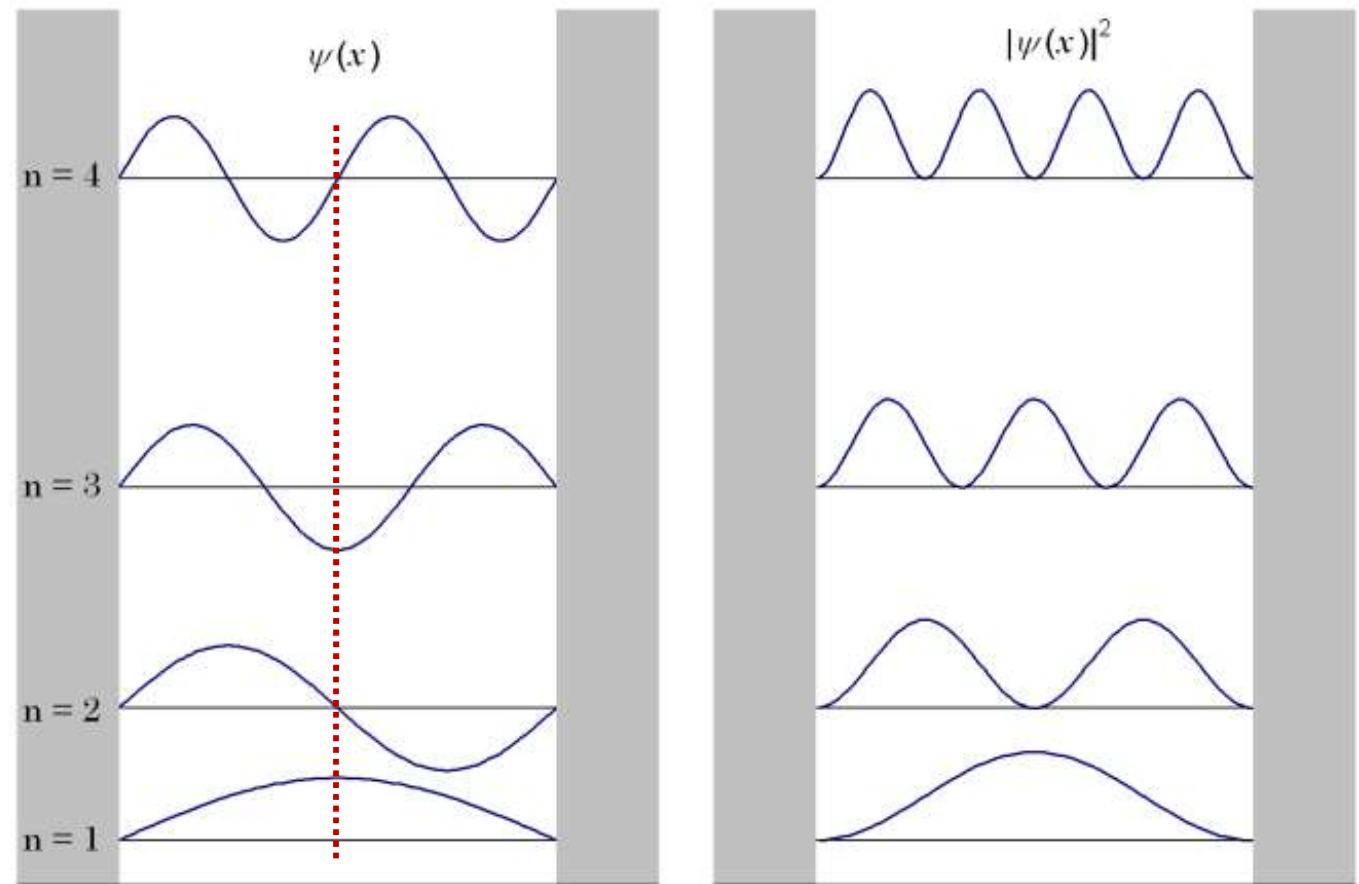 ψ(x)
n = 4
n = 3
n = 2
n = 1
|ψ(x)|²